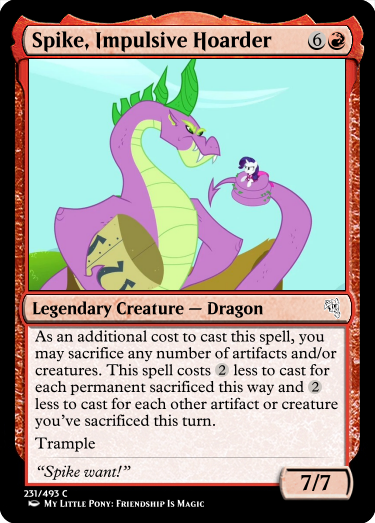 Spike, Impulsive Hoarder 6
Legendary Creature — Dragon
As an additional cost to cast this spell, you
may sacrifice any number of artifacts and/or
creatures. This spell costs 2 less to cast for
each permanent sacrificed this way and 2
less to cast for each other artifact or creature
you've sacrificed this turn.
Trample
“Spike want!”
7/7
231/493 C
My Little Pony: Friendship Is Magic